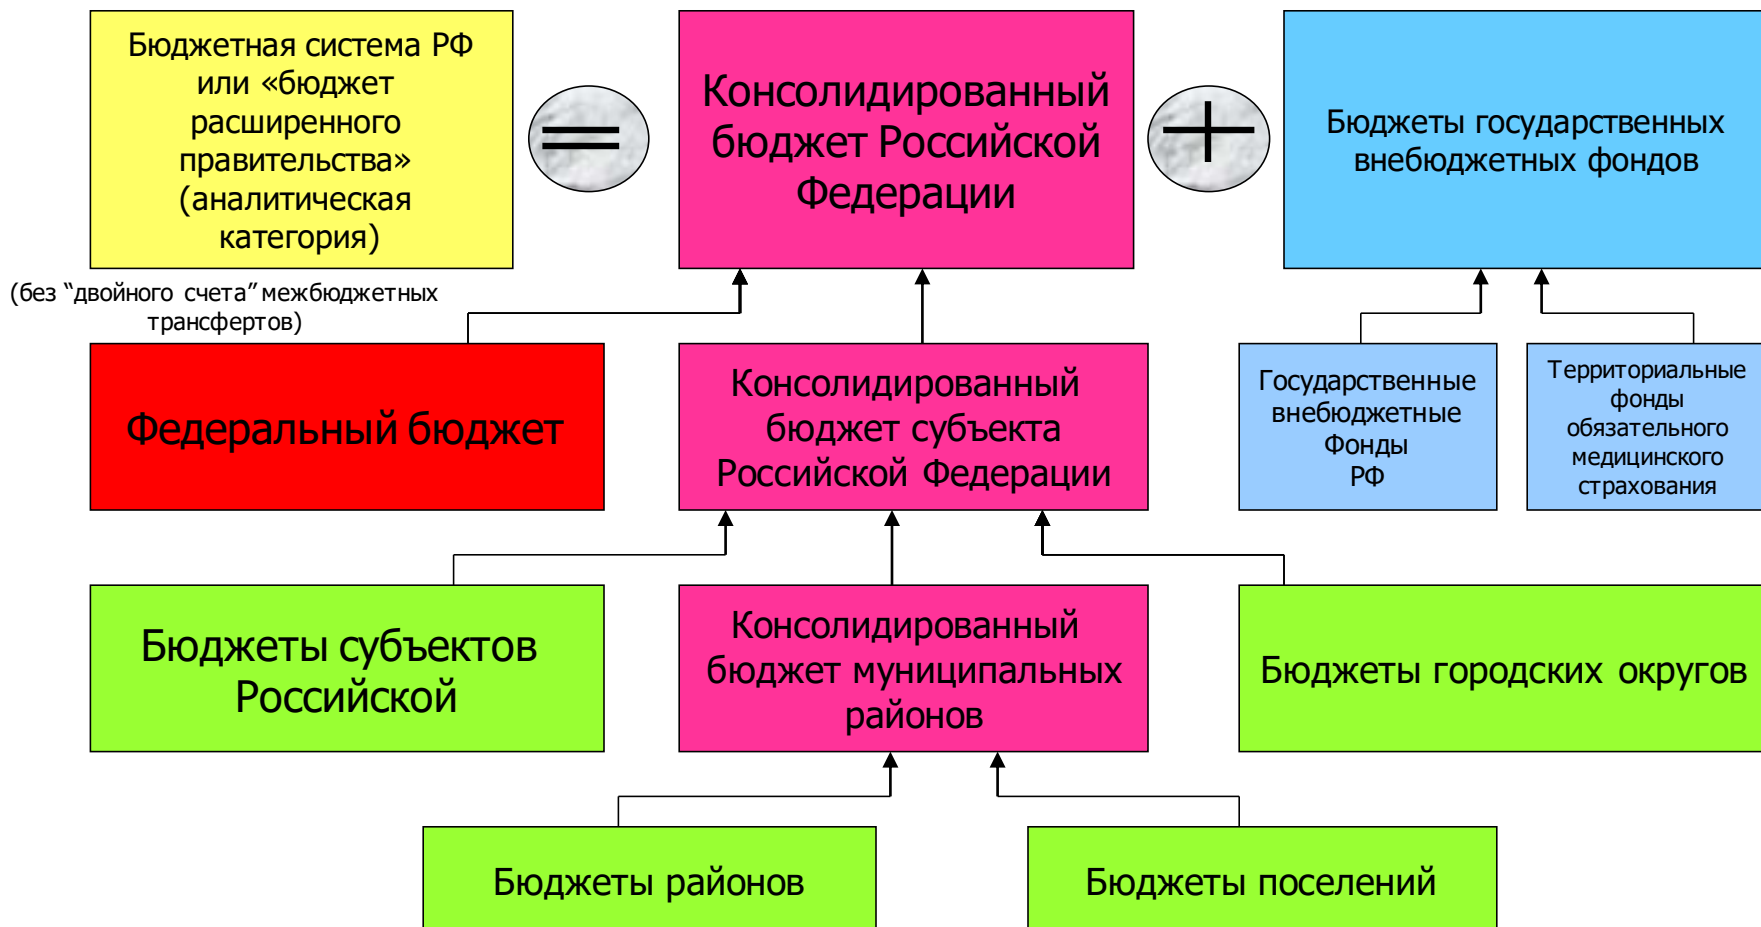 Бюджетная система РФ
или «бюджет
расширенного
правительства»
(аналитическая
категория)
=
Консолидированный
бюджет Российской
Федерации
+
Бюджеты государственных
внебюджетных фондов
(без “двойного счета” межбюджетных
трансфертов)
Федеральный бюджет
Консолидированный
бюджет субъекта
Российской Федерации
Государственные
внебюджетные
Фонды
РФ
Территориальные
фонды
обязательного
медицинского
страхования
Бюджеты субъектов
Российской
Консолидированный
бюджет муниципальных
районов
Бюджеты городских округов
Бюджеты районов
Бюджеты поселений